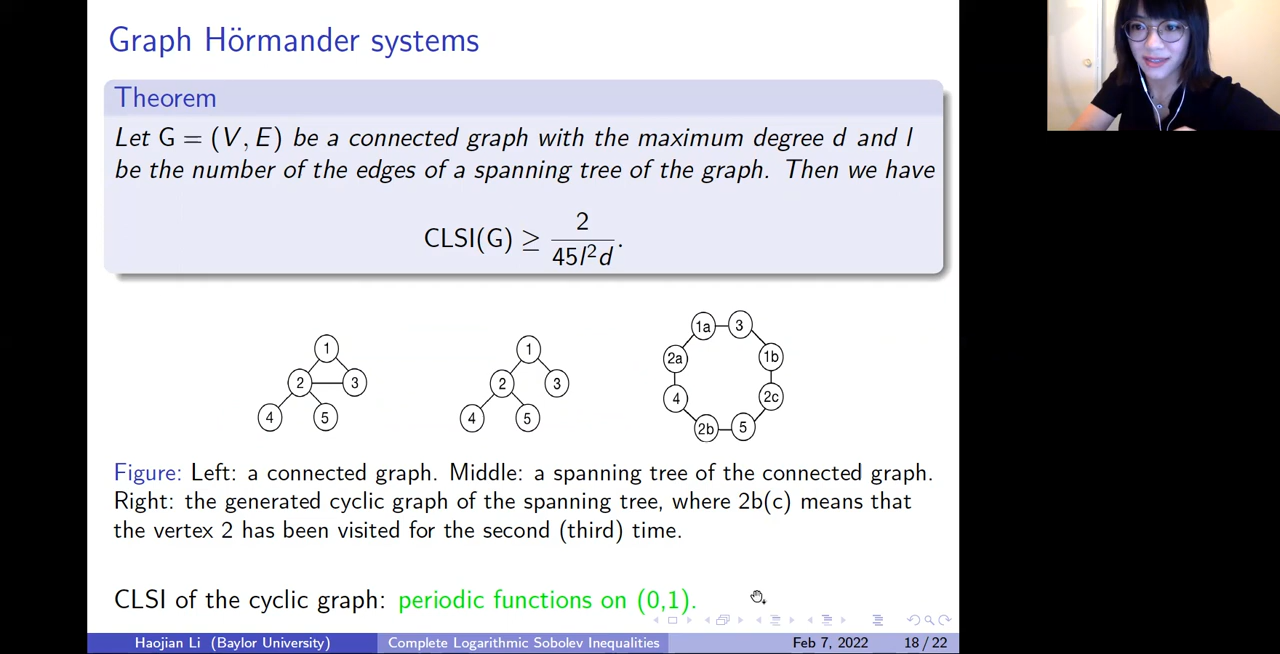 Graph Hörmander systems
Theorem
Let G = (V, E) be a connected graph with the maximum degree d and l
be the number of the edges of a spanning tree of the graph. Then we have
CLSI(G) ≥ 2 / 45l²d.
1
2
3
4
5
1
2
3
4
5
1a
3
2a
1b
4
2c
2b
5
Figure: Left: a connected graph. Middle: a spanning tree of the connected graph.
Right: the generated cyclic graph of the spanning tree, where 2b(c) means that
the vertex 2 has been visited for the second (third) time.
CLSI of the cyclic graph: periodic functions on (0,1).
Haojian Li (Baylor University) Complete Logarithmic Sobolev Inequalities Feb 7, 2022 18 / 22